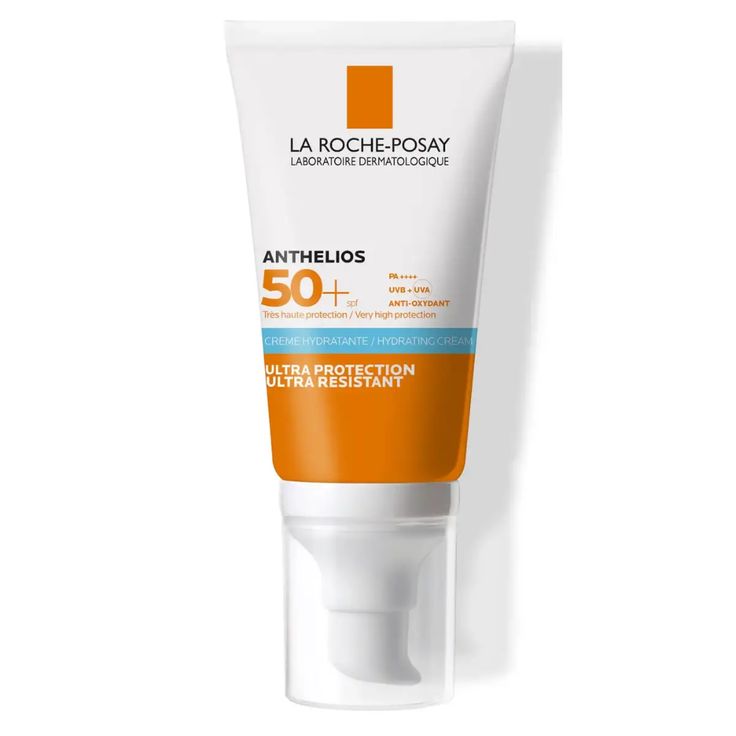 LA ROCHE-POSAY
LABORATOIRE DERMATOLOGIQUE
ANTHELIOS
50+ spf
PA ++++
UVB + UVA
ANTI-OXYDANT
Très haute protection / Very high protection
CREME HYDRATANTE / HYDRATING CREAM
ULTRA PROTECTION
ULTRA RESISTANT